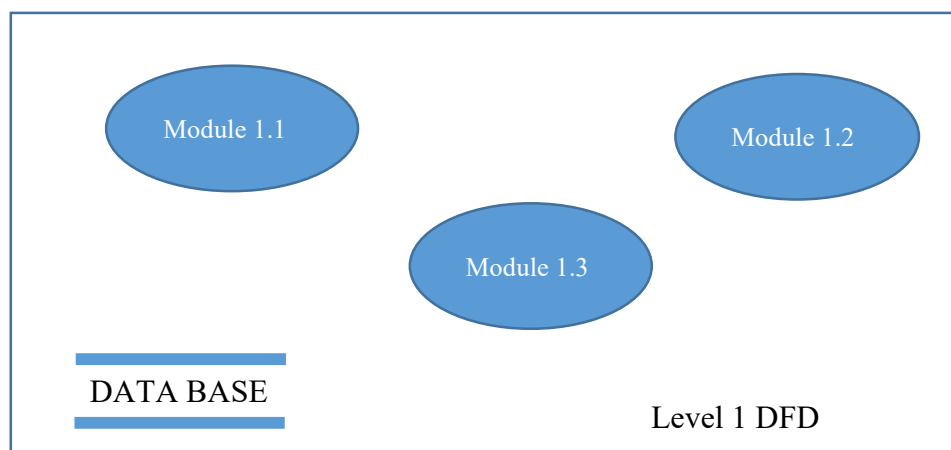 Module 1.1
Module 1.2
Module 1.3
DATA BASE
Level 1 DFD